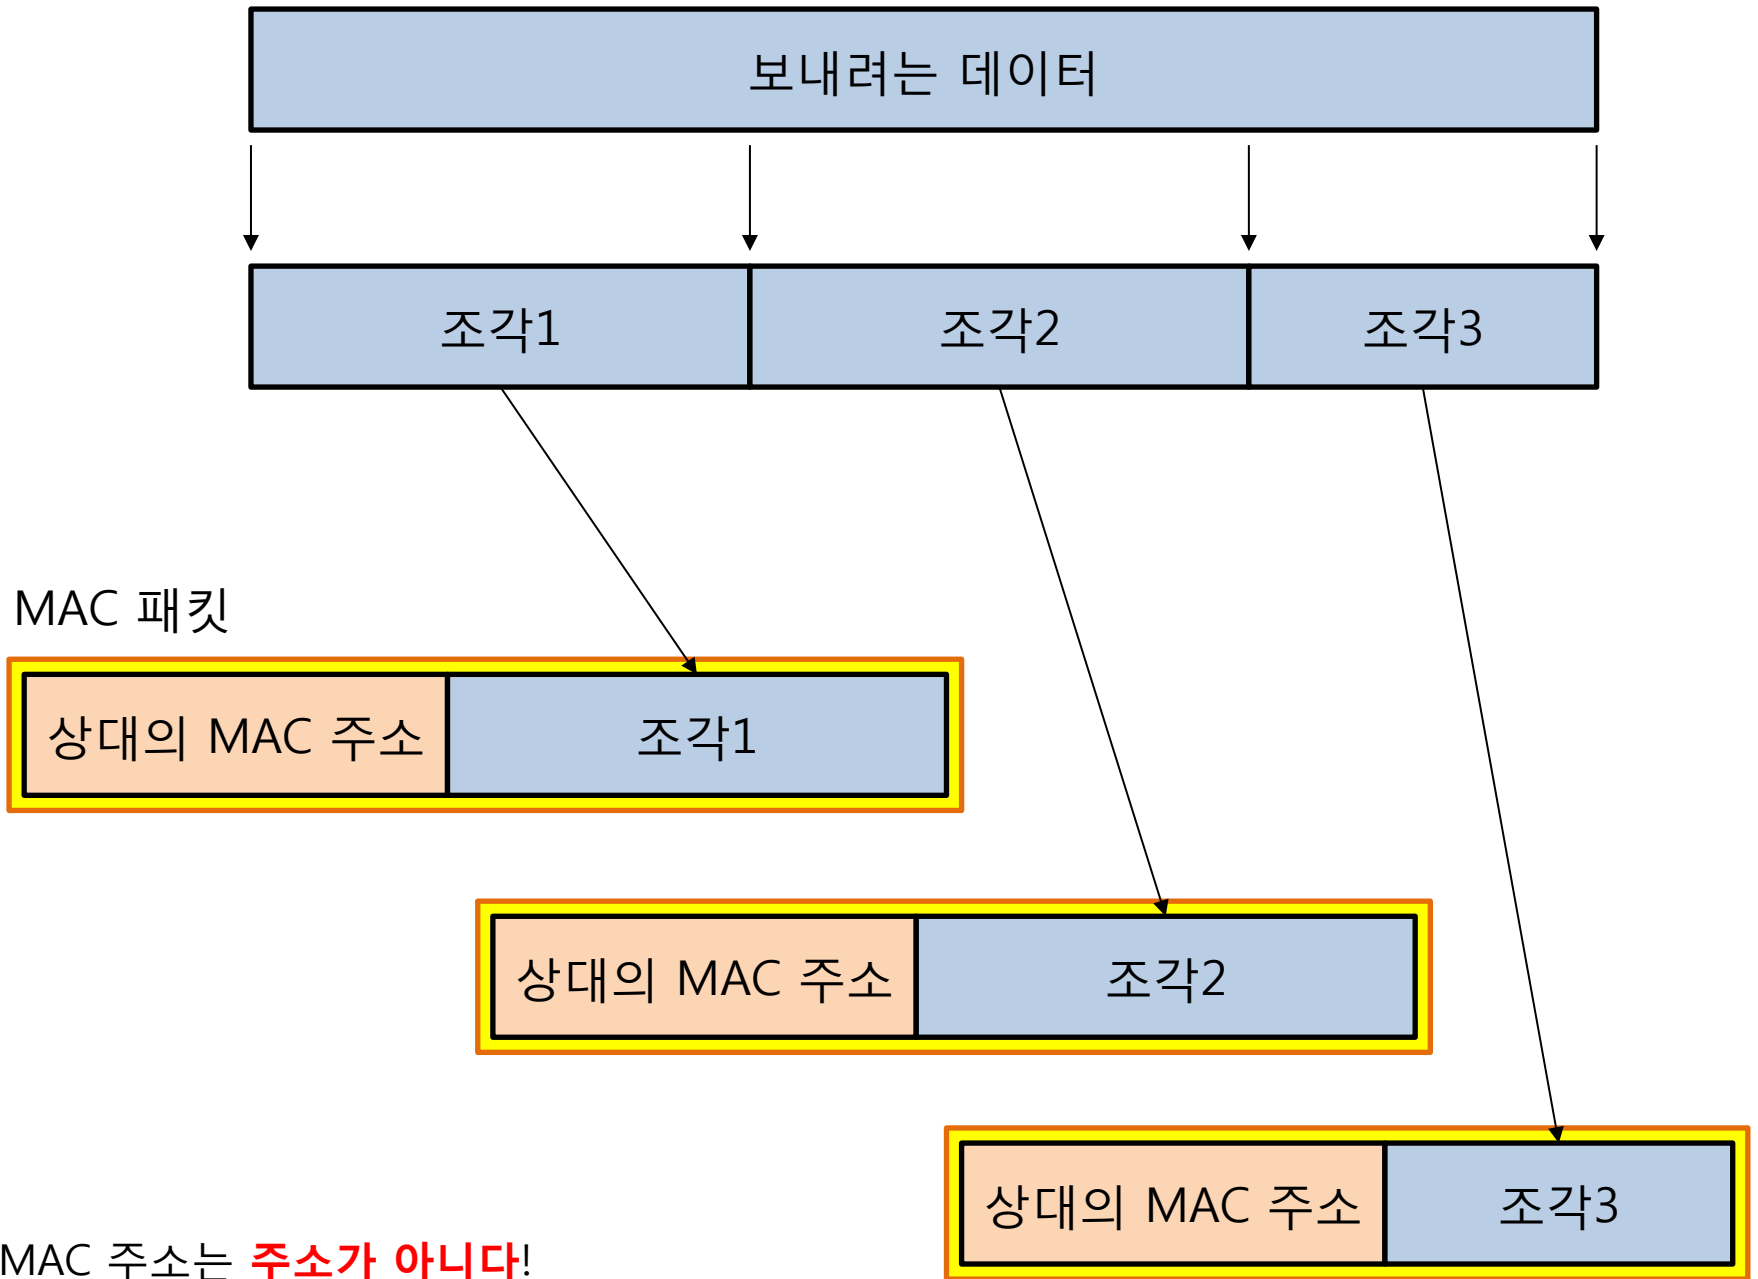 보내려는 데이터
조각1 조각2 조각3
MAC 패킷
상대의 MAC 주소 조각1
상대의 MAC 주소 조각2
상대의 MAC 주소 조각3
MAC 주소는 주소가 아니다!